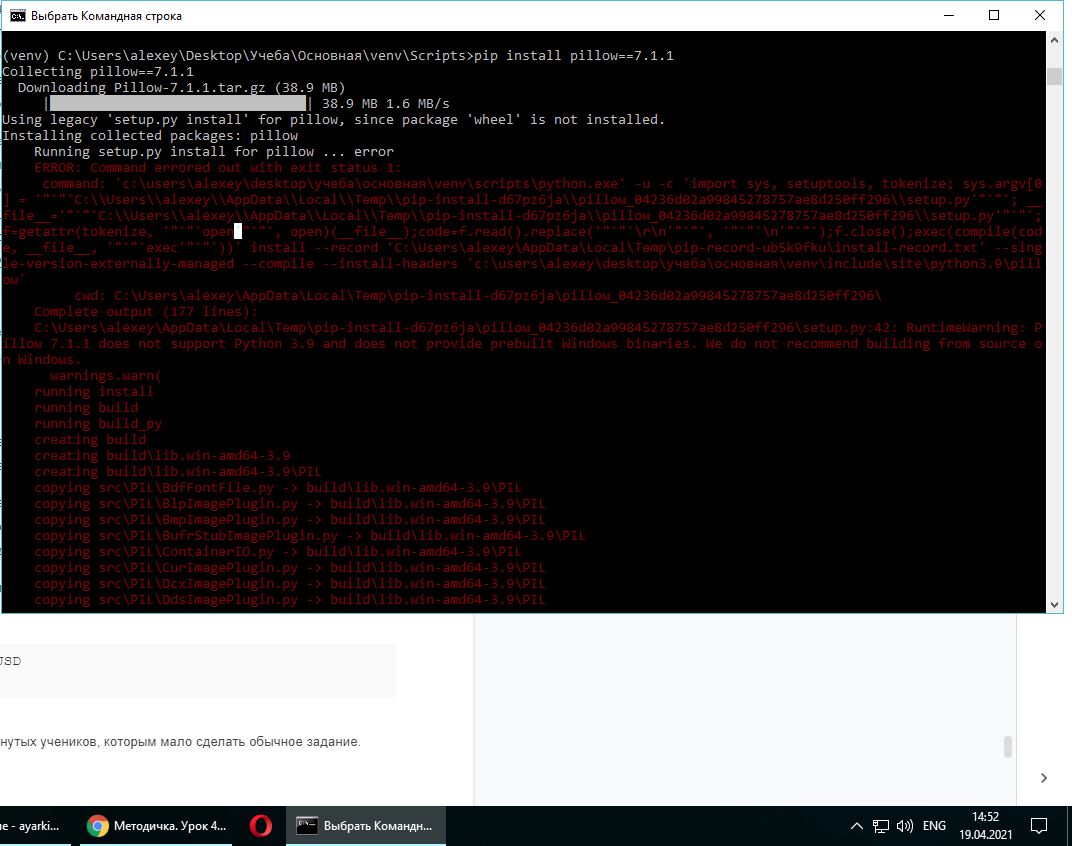 Выбрать Командная строка
(venv) C:\Users\alexey\Desktop\Учеба\Основная\venv\Scripts>pip install pillow==7.1.1
Collecting pillow==7.1.1
Downloading Pillow-7.1.1.tar.gz (38.9 MB)
|████████████████████████████████| 38.9 MB 1.6 MB/s
Using legacy 'setup.py install' for pillow, since package 'wheel' is not installed.
Installing collected packages: pillow
Running setup.py install for pillow ... error
ERROR: Command errored out with exit status 1:
command: 'c:\users\alexey\desktop\учеба\основная\venv\scripts\python.exe' -u -c 'import sys, setuptools, tokenize; sys.argv[0
] = '"'"'C:\\Users\\alexey\\AppData\\Local\\Temp\\pip-install-d67pz6ja\\pillow_04236d02a99845278757ae8d250ff296\\setup.py'"'"'; __
file__='"'"'C:\\Users\\alexey\\AppData\\Local\\Temp\\pip-install-d67pz6ja\\pillow_04236d02a99845278757ae8d250ff296\\setup.py'"'"';
f=getattr(tokenize, '"'"'open'"'"', open)(__file__);code=f.read().replace('"'"'\r\n'"'"', '"'"'\n'"'"');f.close();exec(compile(cod
e, __file__, '"'"'exec'"'"'))' install --record 'C:\Users\alexey\AppData\Local\Temp\pip-record-ub5k9fku\install-record.txt' --sing
le-version-externally-managed --compile --install-headers 'c:\users\alexey\desktop\учеба\основная\venv\include\site\python3.9\pill
ow'
cwd: C:\Users\alexey\AppData\Local\Temp\pip-install-d67pz6ja\pillow_04236d02a99845278757ae8d250ff296\
Complete output (177 lines):
C:\Users\alexey\AppData\Local\Temp\pip-install-d67pz6ja\pillow_04236d02a99845278757ae8d250ff296\setup.py:42: RuntimeWarning: P
illow 7.1.1 does not support Python 3.9 and does not provide prebuilt Windows binaries. We do not recommend building from source o
n Windows.
warnings.warn(
running install
running build
running build_py
creating build
creating build\lib.win-amd64-3.9
creating build\lib.win-amd64-3.9\PIL
copying src\PIL\BdfFontFile.py -> build\lib.win-amd64-3.9\PIL
copying src\PIL\BlpImagePlugin.py -> build\lib.win-amd64-3.9\PIL
copying src\PIL\BmpImagePlugin.py -> build\lib.win-amd64-3.9\PIL
copying src\PIL\BufrStubImagePlugin.py -> build\lib.win-amd64-3.9\PIL
copying src\PIL\ContainerIO.py -> build\lib.win-amd64-3.9\PIL
copying src\PIL\CurImagePlugin.py -> build\lib.win-amd64-3.9\PIL
copying src\PIL\DcxImagePlugin.py -> build\lib.win-amd64-3.9\PIL
copying src\PIL\DdsImagePlugin.py -> build\lib.win-amd64-3.9\PIL
USD
нутых учеников, которым мало сделать обычное задание.
ие - ayarki...
Методичка. Урок 4...
Выбрать Командн...
ENG
14:52
19.04.2021